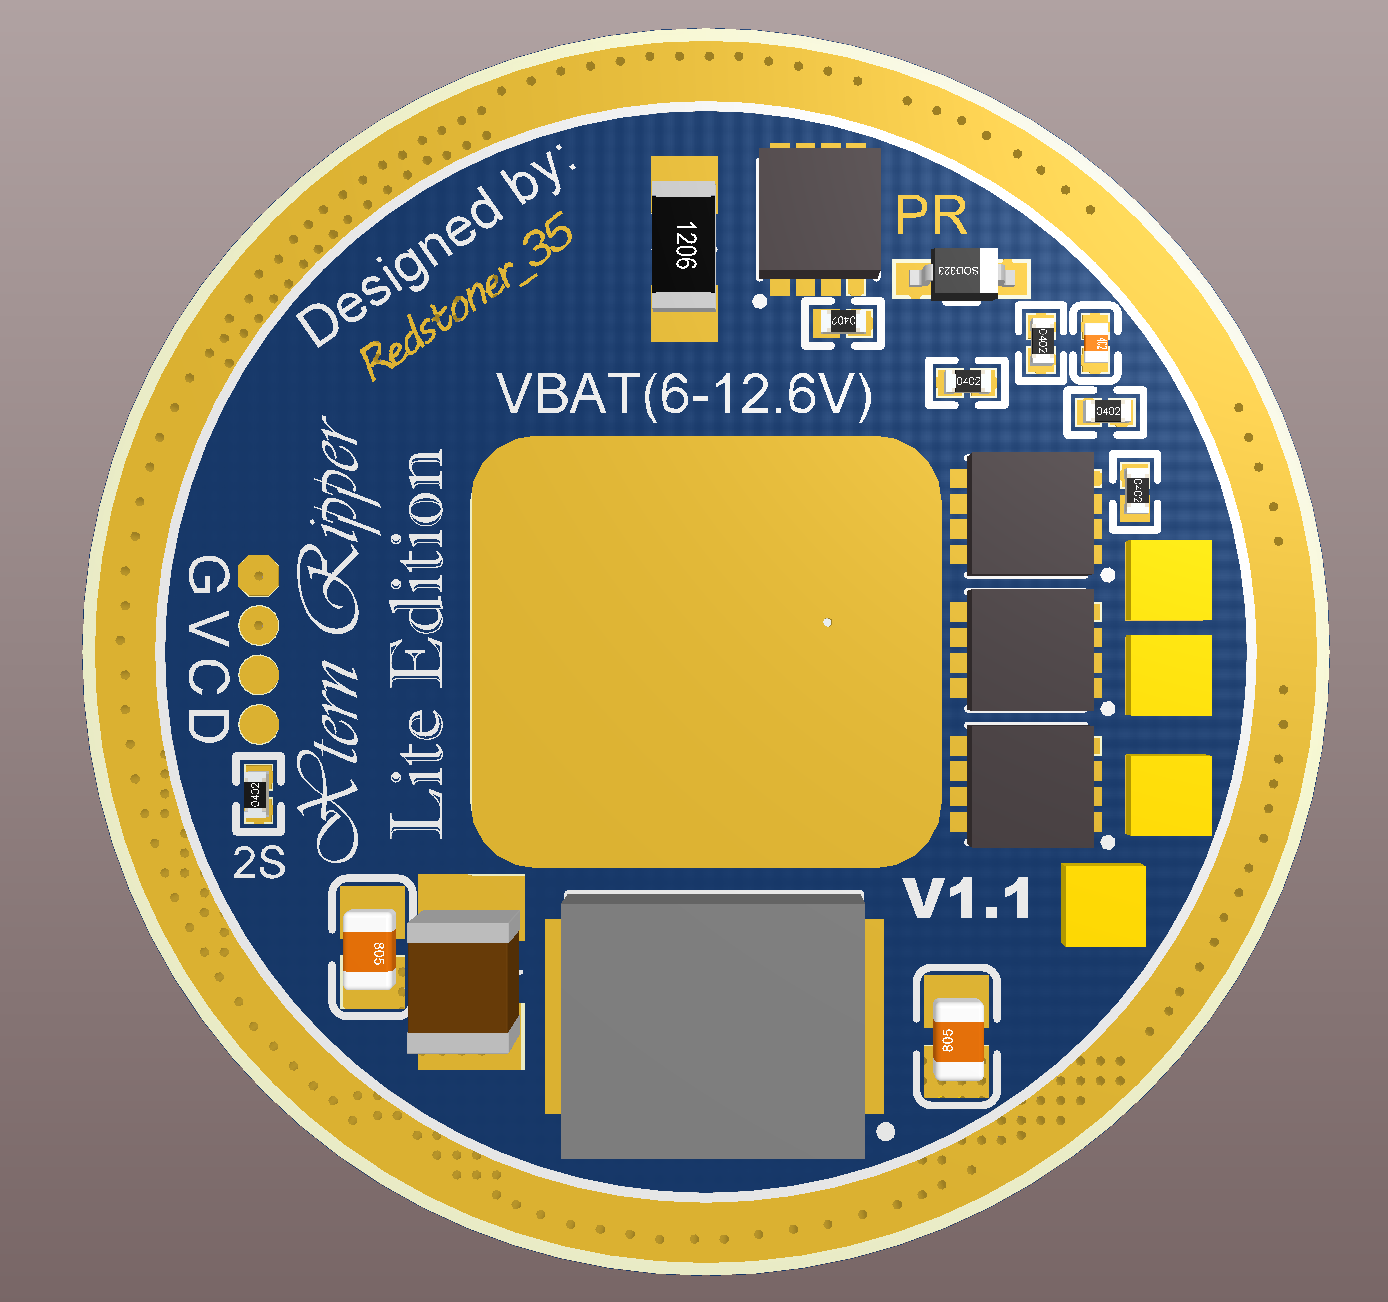 Designed by:
Redstoner_35
1206
PR
SOD323
0402
0402
402
0402
0402
0402
VBAT(6-12.6V)
Xtern Ripper
Lite Edition
G
V
C
D
0402
2S
805
V1.1
805